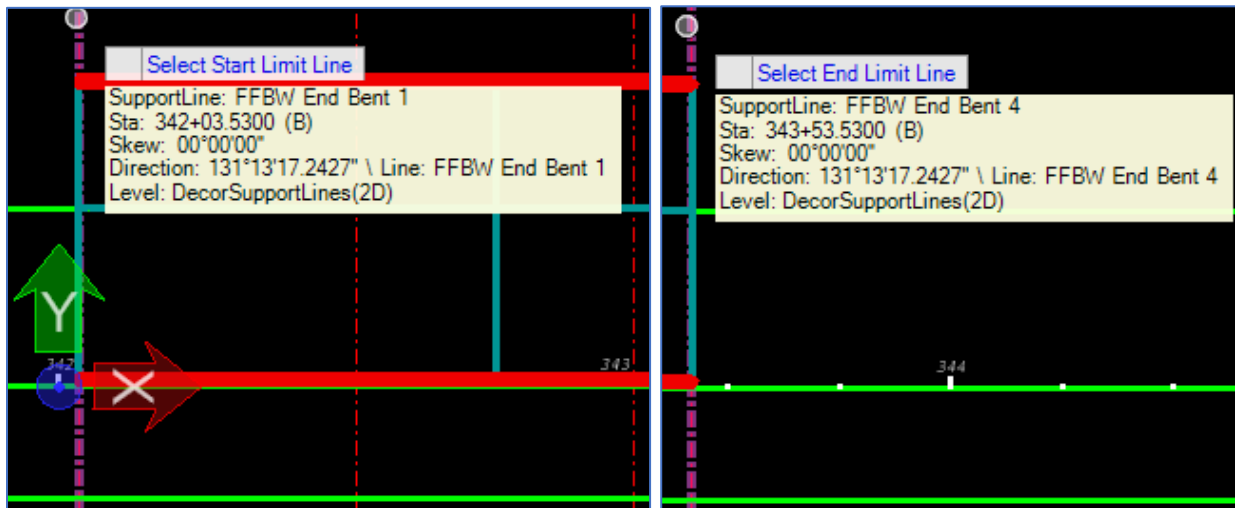 Select Start Limit Line
SupportLine: FFBW End Bent 1
Sta: 342+03.5300 (B)
Skew: 00°00'00"
Direction: 131°13'17.2427" \ Line: FFBW End Bent 1
Level: DecorSupportLines(2D)
Y
X
342
343
Select End Limit Line
SupportLine: FFBW End Bent 4
Sta: 343+53.5300 (B)
Skew: 00°00'00"
Direction: 131°13'17.2427" \ Line: FFBW End Bent 4
Level: DecorSupportLines(2D)
344